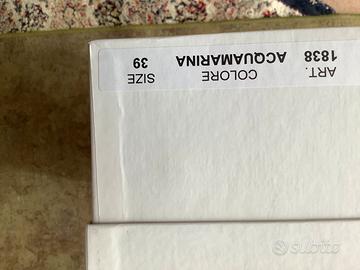 ART. COLORE SIZE
1838 ACQUAMARINA 39
subito